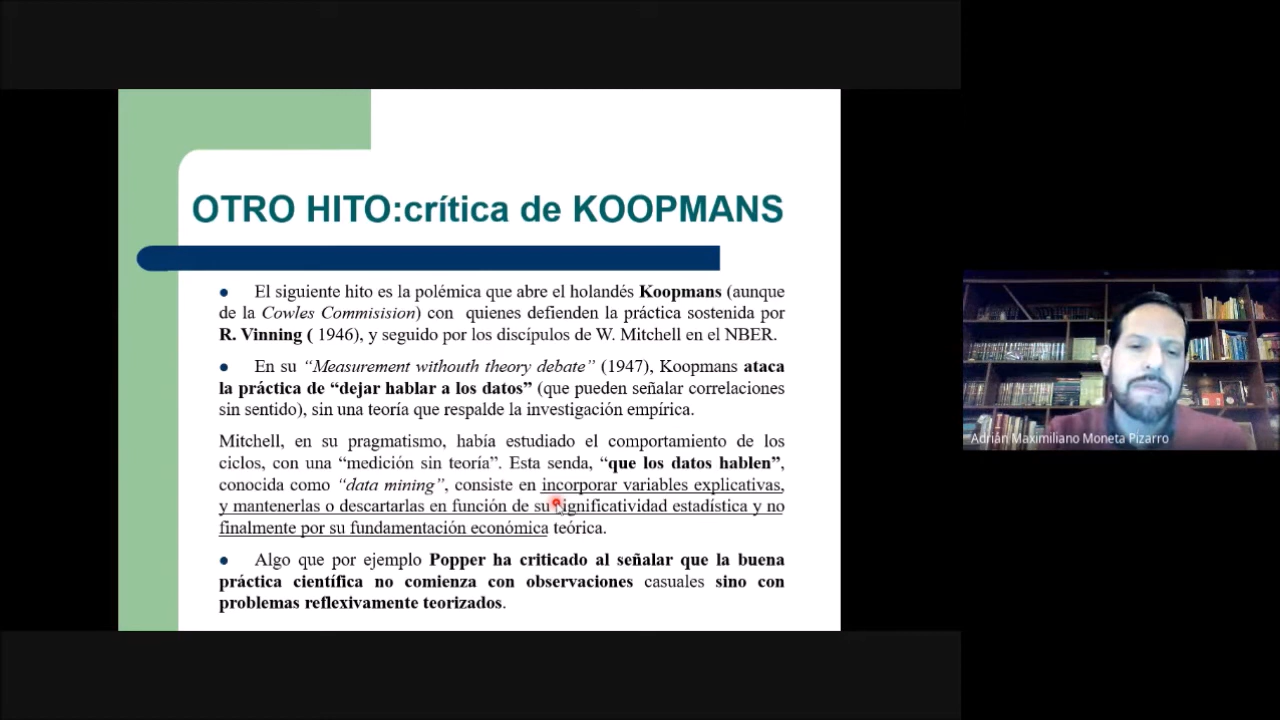 OTRO HITO:crítica de KOOPMANS
El siguiente hito es la polémica que abre el holandés Koopmans (aunque
de la Cowles Commisision) con quienes defienden la práctica sostenida por
R. Vinning ( 1946), y seguido por los discípulos de W. Mitchell en el NBER.
En su “Measurement withouth theory debate” (1947), Koopmans ataca
la práctica de “dejar hablar a los datos” (que pueden señalar correlaciones
sin sentido), sin una teoría que respalde la investigación empírica.
Mitchell, en su pragmatismo, había estudiado el comportamiento de los
ciclos, con una “medición sin teoría”. Esta senda, “que los datos hablen”,
conocida como “data mining”, consiste en incorporar variables explicativas,
y mantenerlas o descartarlas en función de su significatividad estadística y no
finalmente por su fundamentación económica teórica.
Algo que por ejemplo Popper ha criticado al señalar que la buena
práctica científica no comienza con observaciones casuales sino con
problemas reflexivamente teorizados.
Adrián Maximiliano Moneta Pizarro